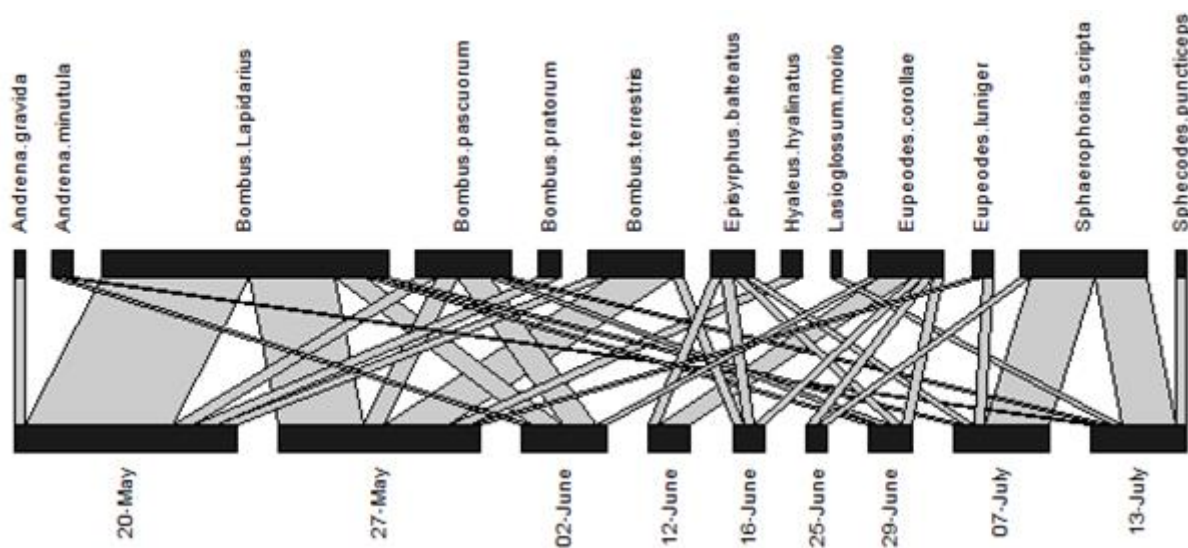 Andrena.gravida
Andrena.minutula
Bombus.Lapidarius
Bombus.pascuorum
Bombus.pratorum
Bombus.terrestris
Episyrphus.balteatus
Hyaleus.hyalinatus
Lasioglossum.morio
Eupeodes.corollae
Eupeodes.luniger
Sphaerophoria.scripta
Sphecodes.puncticeps
20-May
27-May
02-June
12-June
16-June
25-June
29-June
07-July
13-July